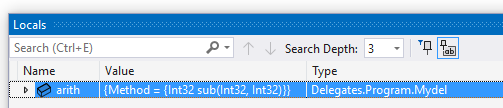 Locals
Search (Ctrl+E) Search Depth: 3
Name Value Type
arith {Method = {Int32 sub(Int32, Int32)}} Delegates.Program.Mydel